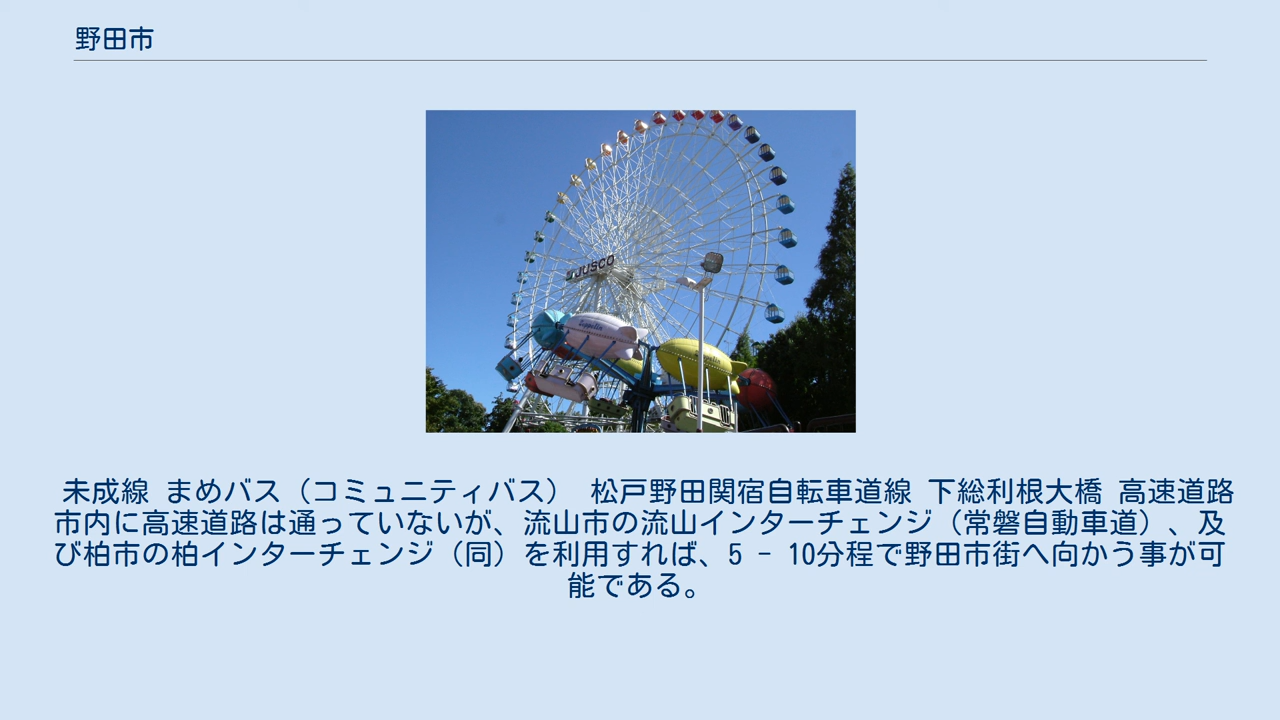 野田市
JUSCO
Zeppelin
未成線 まめバス（コミュニティバス） 松戸野田関宿自転車道線 下総利根大橋 高速道路
市内に高速道路は通っていないが、流山市の流山インターチェンジ（常磐自動車道）、及
び柏市の柏インターチェンジ（同）を利用すれば、5 - 10分程で野田市街へ向かう事が可
能である。